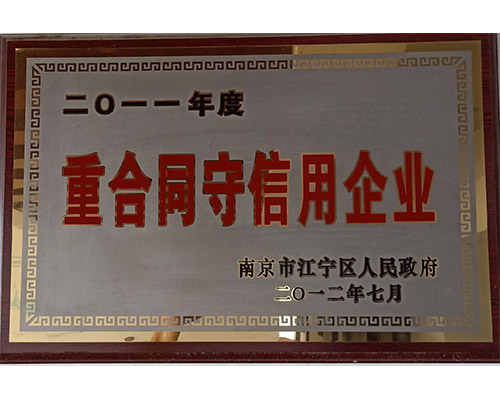 二〇一一年度
重合同守信用企业
南京市江宁区人民政府
二〇一二年七月